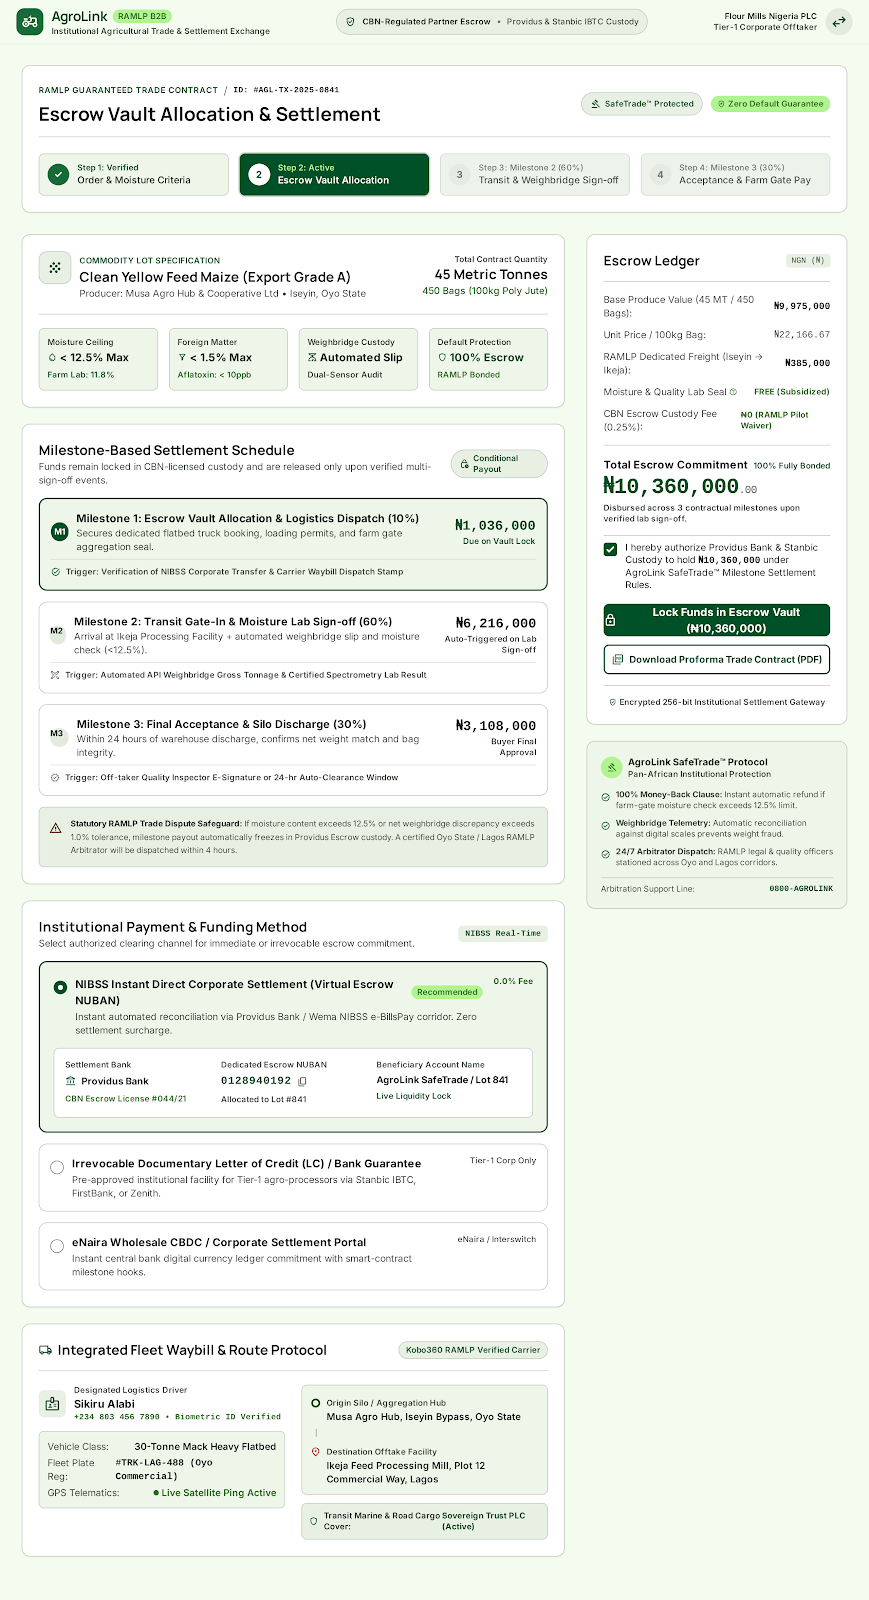 AgroLink RAMLP B2B
Institutional Agricultural Trade & Settlement Exchange
CBN-Regulated Partner Escrow • Providus & Stanbic IBTC Custody
Flour Mills Nigeria PLC
Tier-1 Corporate Offtaker
RAMLP GUARANTEED TRADE CONTRACT / ID: #AGL-TX-2025-0841
Escrow Vault Allocation & Settlement
SafeTrade™ Protected
Zero Default Guarantee
Step 1: Verified
Order & Moisture Criteria
2
Step 2: Active
Escrow Vault Allocation
3
Step 3: Milestone 2 (60%)
Transit & Weighbridge Sign-off
4
Step 4: Milestone 3 (30%)
Acceptance & Farm Gate Pay
COMMODITY LOT SPECIFICATION
Clean Yellow Feed Maize (Export Grade A)
Producer: Musa Agro Hub & Cooperative Ltd • Iseyin, Oyo State
Total Contract Quantity
45 Metric Tonnes
450 Bags (100kg Poly Jute)
Moisture Ceiling
< 12.5% Max
Farm Lab: 11.8%
Foreign Matter
< 1.5% Max
Aflatoxin: < 10ppb
Weighbridge Custody
Automated Slip
Dual-Sensor Audit
Default Protection
100% Escrow
RAMLP Bonded
Milestone-Based Settlement Schedule
Funds remain locked in CBN-licensed custody and are released only upon verified multi-
sign-off events.
Conditional
Payout
M1
Milestone 1: Escrow Vault Allocation & Logistics Dispatch (10%)
Secures dedicated flatbed truck booking, loading permits, and farm gate
aggregation seal.
₦1,036,000
Due on Vault Lock
Trigger: Verification of NIBSS Corporate Transfer & Carrier Waybill Dispatch Stamp
M2
Milestone 2: Transit Gate-In & Moisture Lab Sign-off (60%)
Arrival at Ikeja Processing Facility + automated weighbridge slip and moisture
check (<12.5%).
₦6,216,000
Auto-Triggered on Lab
Sign-off
Trigger: Automated API Weighbridge Gross Tonnage & Certified Spectrometry Lab Result
M3
Milestone 3: Final Acceptance & Silo Discharge (30%)
Within 24 hours of warehouse discharge, confirms net weight match and bag
integrity.
₦3,108,000
Buyer Final
Approval
Trigger: Off-taker Quality Inspector E-Signature or 24-hr Auto-Clearance Window
Statutory RAMLP Trade Dispute Safeguard: If moisture content exceeds 12.5% or net weighbridge discrepancy exceeds
1.0% tolerance, milestone payout automatically freezes in Providus Escrow custody. A certified Oyo State / Lagos RAMLP
Arbitrator will be dispatched within 4 hours.
Institutional Payment & Funding Method
Select authorized clearing channel for immediate or irrevocable escrow commitment.
NIBSS Real-Time
NIBSS Instant Direct Corporate Settlement (Virtual Escrow
NUBAN)
Recommended
0.0% Fee
Instant automated reconciliation via Providus Bank / Wema NIBSS e-BillsPay corridor. Zero
settlement surcharge.
Settlement Bank
Providus Bank
CBN Escrow License #044/21
Dedicated Escrow NUBAN
0128940192
Allocated to Lot #841
Beneficiary Account Name
AgroLink SafeTrade / Lot 841
Live Liquidity Lock
Irrevocable Documentary Letter of Credit (LC) / Bank Guarantee
Pre-approved institutional facility for Tier-1 agro-processors via Stanbic IBTC,
FirstBank, or Zenith.
Tier-1 Corp Only
eNaira Wholesale CBDC / Corporate Settlement Portal
Instant central bank digital currency ledger commitment with smart-contract
milestone hooks.
eNaira / Interswitch
Integrated Fleet Waybill & Route Protocol
Kobo360 RAMLP Verified Carrier
Designated Logistics Driver
Sikiru Alabi
+234 803 456 7890 • Biometric ID Verified
Vehicle Class: 30-Tonne Mack Heavy Flatbed
Fleet Plate
Reg:
#TRK-LAG-488 (Oyo
Commercial)
GPS Telematics: Live Satellite Ping Active
Origin Silo / Aggregation Hub
Musa Agro Hub, Iseyin Bypass, Oyo State
Destination Offtake Facility
Ikeja Feed Processing Mill, Plot 12
Commercial Way, Lagos
Transit Marine & Road Cargo
Cover:
Sovereign Trust PLC
(Active)
Escrow Ledger
NGN (₦)
Base Produce Value (45 MT / 450
Bags):
₦9,975,000
Unit Price / 100kg Bag: ₦22,166.67
RAMLP Dedicated Freight (Iseyin →
Ikeja):
₦385,000
Moisture & Quality Lab Seal FREE (Subsidized)
CBN Escrow Custody Fee
(0.25%):
₦0 (RAMLP Pilot
Waiver)
Total Escrow Commitment 100% Fully Bonded
₦10,360,000.00
Disbursed across 3 contractual milestones upon
verified lab sign-off.
I hereby authorize Providus Bank & Stanbic
Custody to hold ₦10,360,000 under
AgroLink SafeTrade™ Milestone Settlement
Rules.
Lock Funds in Escrow Vault
(₦10,360,000)
Download Proforma Trade Contract (PDF)
Encrypted 256-bit Institutional Settlement Gateway
AgroLink SafeTrade™ Protocol
Pan-African Institutional Protection
100% Money-Back Clause: Instant automatic refund if
farm-gate moisture check exceeds 12.5% limit.
Weighbridge Telemetry: Automatic reconciliation
against digital scales prevents weight fraud.
24/7 Arbitrator Dispatch: RAMLP legal & quality officers
stationed across Oyo and Lagos corridors.
Arbitration Support Line: 0800-AGROLINK